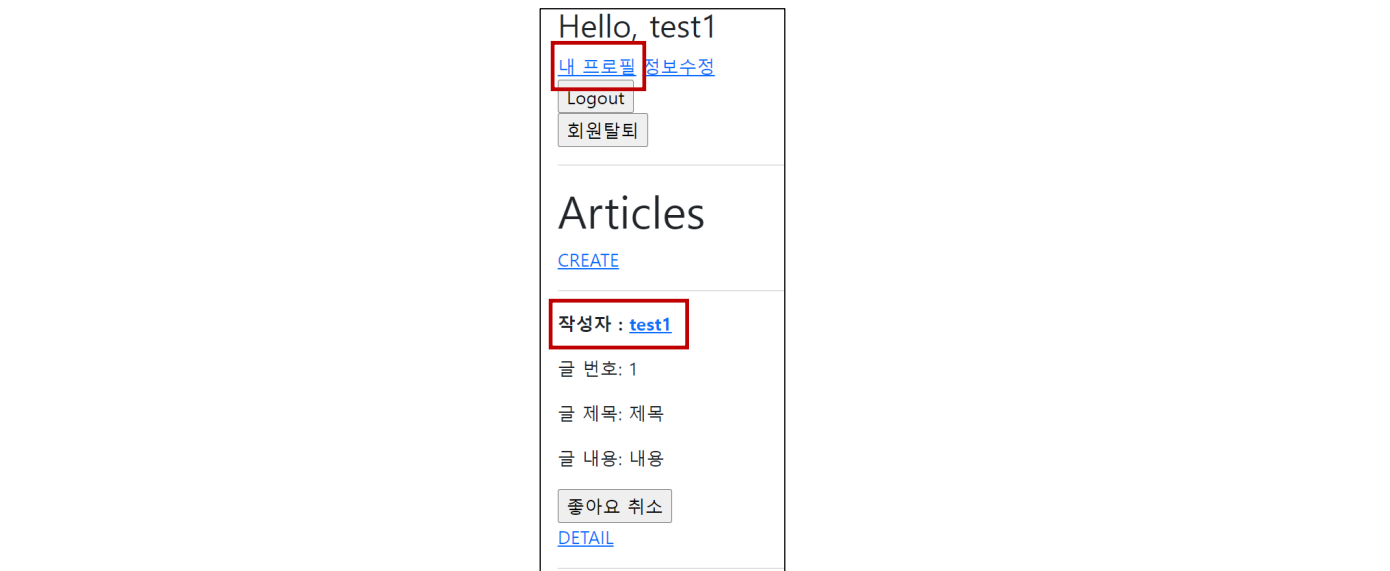 Hello, test1
내 프로필 정보수정
Logout
회원탈퇴
Articles
CREATE
작성자 : test1
글 번호: 1
글 제목: 제목
글 내용: 내용
좋아요 취소
DETAIL